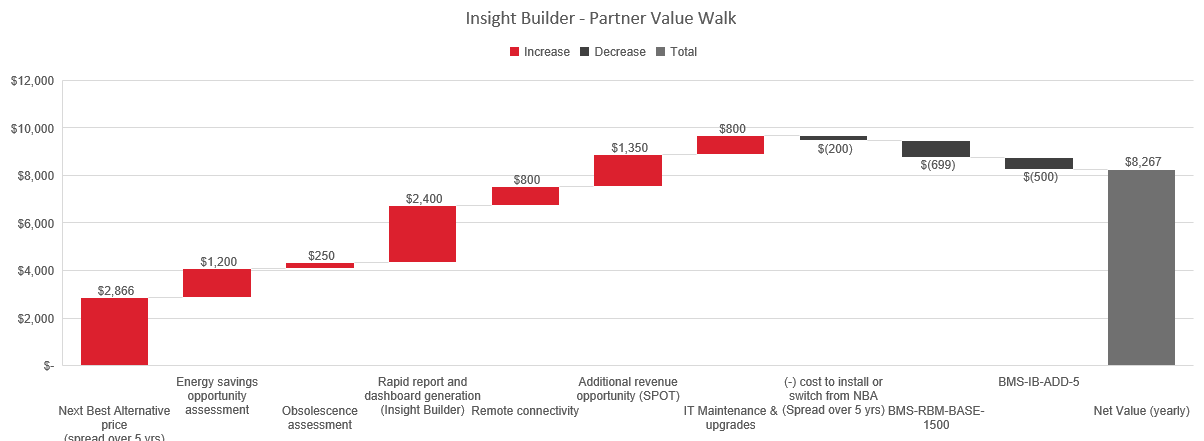 Insight Builder - Partner Value Walk
Increase Decrease Total
$12,000
$10,000
$8,000
$6,000
$4,000
$2,000
$-
$2,866
$1,200
$250
$2,400
$800
$1,350
$800
$(200)
$(699)
$(500)
$8,267
Next Best Alternative
price
(spread over 5 yrs)
Energy savings
opportunity
assessment
Obsolescence
assessment
Rapid report and
dashboard generation
(Insight Builder)
Remote connectivity
Additional revenue
opportunity (SPOT)
IT Maintenance &
upgrades
(-) cost to install or
switch from NBA
(Spread over 5 yrs)
BMS-RBM-BASE-
1500
BMS-IB-ADD-5
Net Value (yearly)